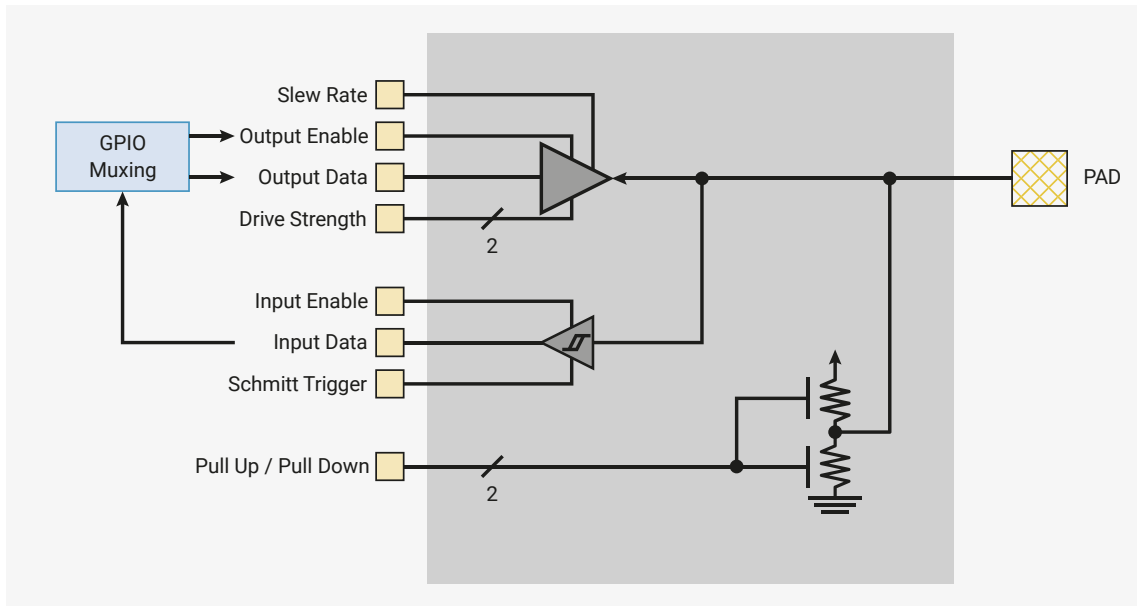 Slew Rate
GPIO
Muxing
Output Enable
Output Data
PAD
Drive Strength
2
Input Enable
Input Data
Schmitt Trigger
Pull Up / Pull Down
2